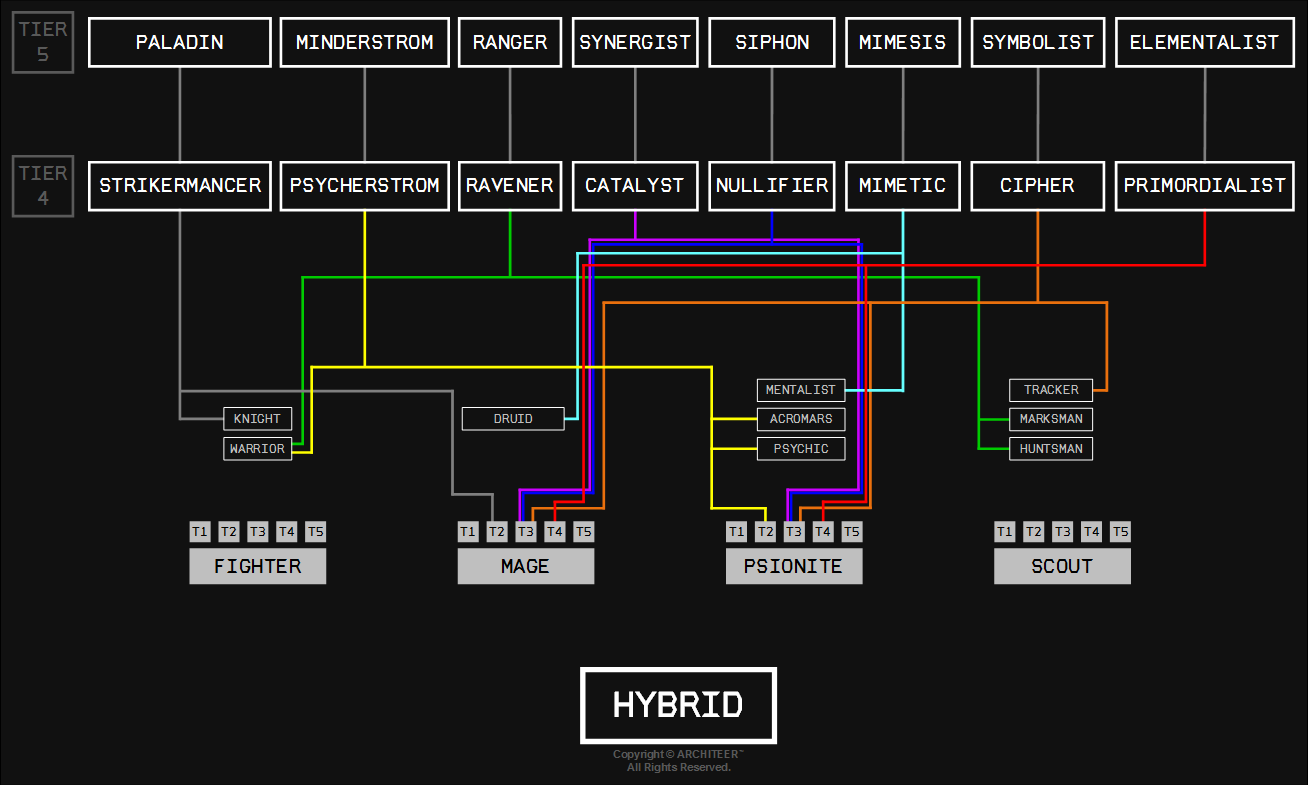 TIER
5
PALADIN
MINDERSTROM
RANGER
SYNERGIST
SIPHON
MIMESIS
SYMBOLIST
ELEMENTALIST
TIER
4
STRIKERMANCER
PSYCHERSTROM
RAVENER
CATALYST
NULLIFIER
MIMETIC
CIPHER
PRIMORDIALIST
MENTALIST
TRACKER
KNIGHT
DRUID
ACROMARS
MARKSMAN
WARRIOR
PSYCHIC
HUNTSMAN
T1 T2 T3 T4 T5
T1 T2 T3 T4 T5
T1 T2 T3 T4 T5
T1 T2 T3 T4 T5
FIGHTER
MAGE
PSIONITE
SCOUT
HYBRID
Copyright © ARCHITEER™
All Rights Reserved.